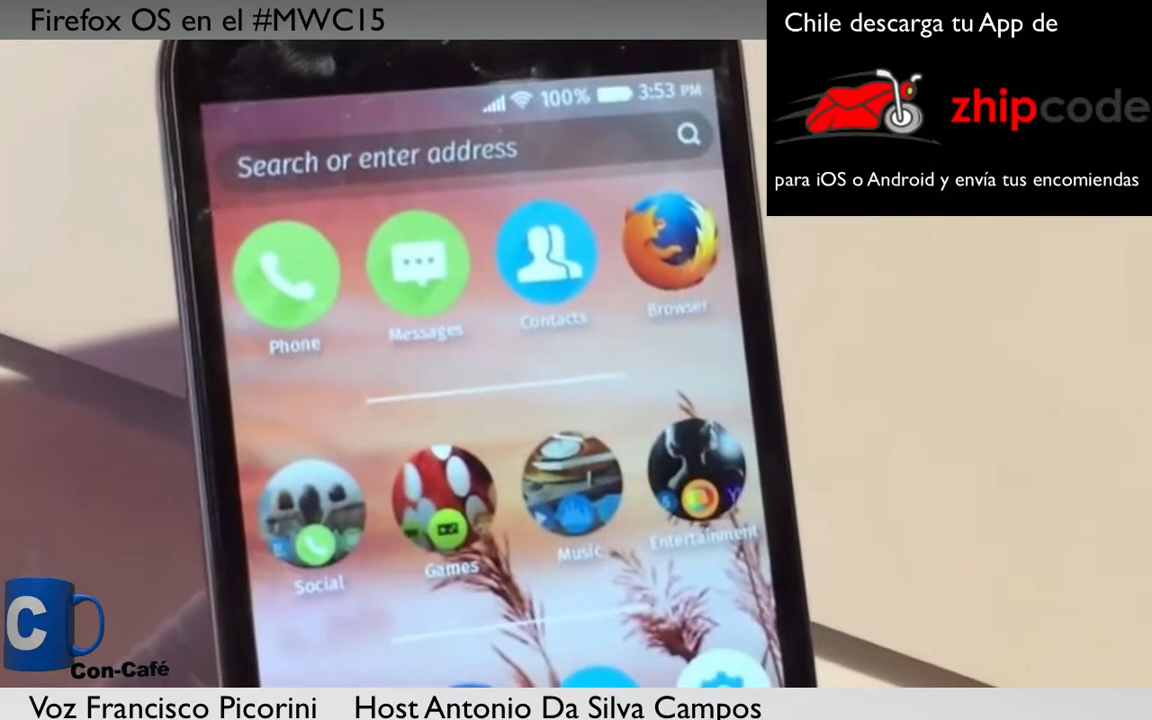 Firefox OS en el #MWC15
Chile descarga tu App de
zhipcode
para iOS o Android y envía tus encomiendas
100% 3:53 PM
Search or enter address
Phone Messages Contacts Browser
Social Games Music Entertainment
C
Con-Café
Voz Francisco Picorini Host Antonio Da Silva Campos